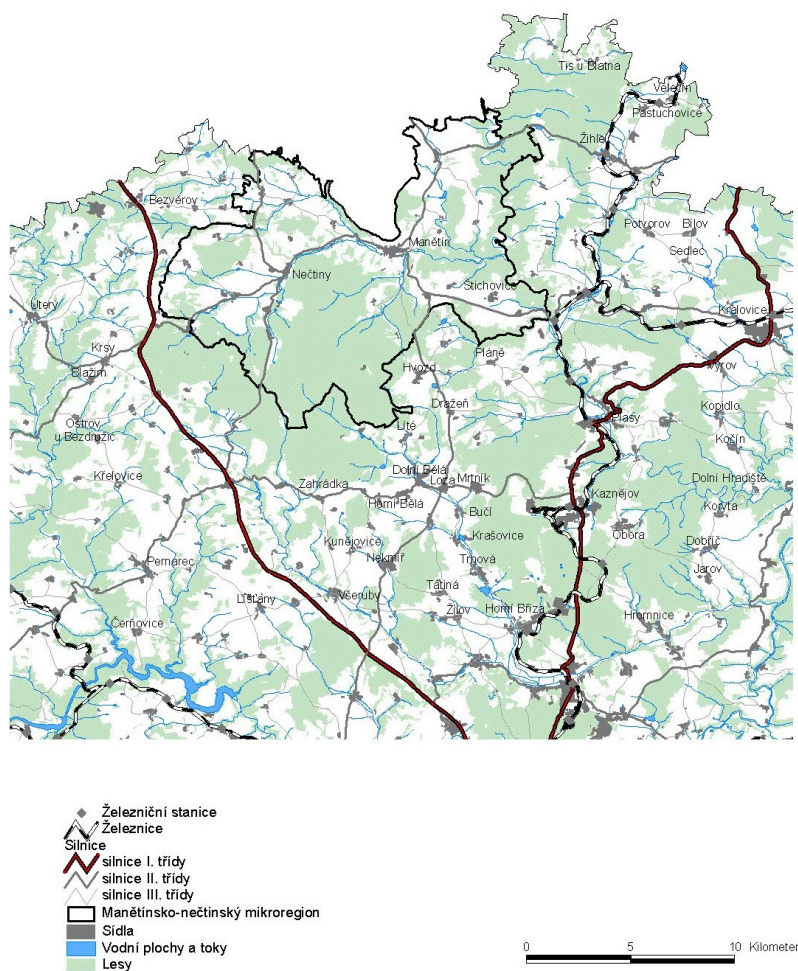 Tis u Blatna
Velečín
Pastuchovice
Žihle
Bezvěrov
Potvorov
Bílov
Manětín
Sedlec
Nečtiny
Štichovice
Úterý
Kralovice
Krsy
Pláně
Výrov
Blažim
Hvozd
Dražeň
Kopidlo
Ostrov
u Bezdružic
Plasy
Líté
Kočín
Křelovice
Dolní Bělá
Zahrádka
Loza
Mrtník
Dolní Hradiště
Horní Bělá
Kaznějov
Bučí
Koryta
Krašovice
Obora
Kunějovice
Dobříč
Nekmíř
Trnová
Pernarec
Jarov
Tatiná
Všeruby
Líšťany
Žilov
Horní Bříza
Hromnice
Čerňovice
Železniční stanice
Železnice
Silnice
silnice I. třídy
silnice II. třídy
silnice III. třídy
Manětínsko-nečtinský mikroregion
Sídla
Vodní plochy a toky
Lesy
0 5 10 Kilometer